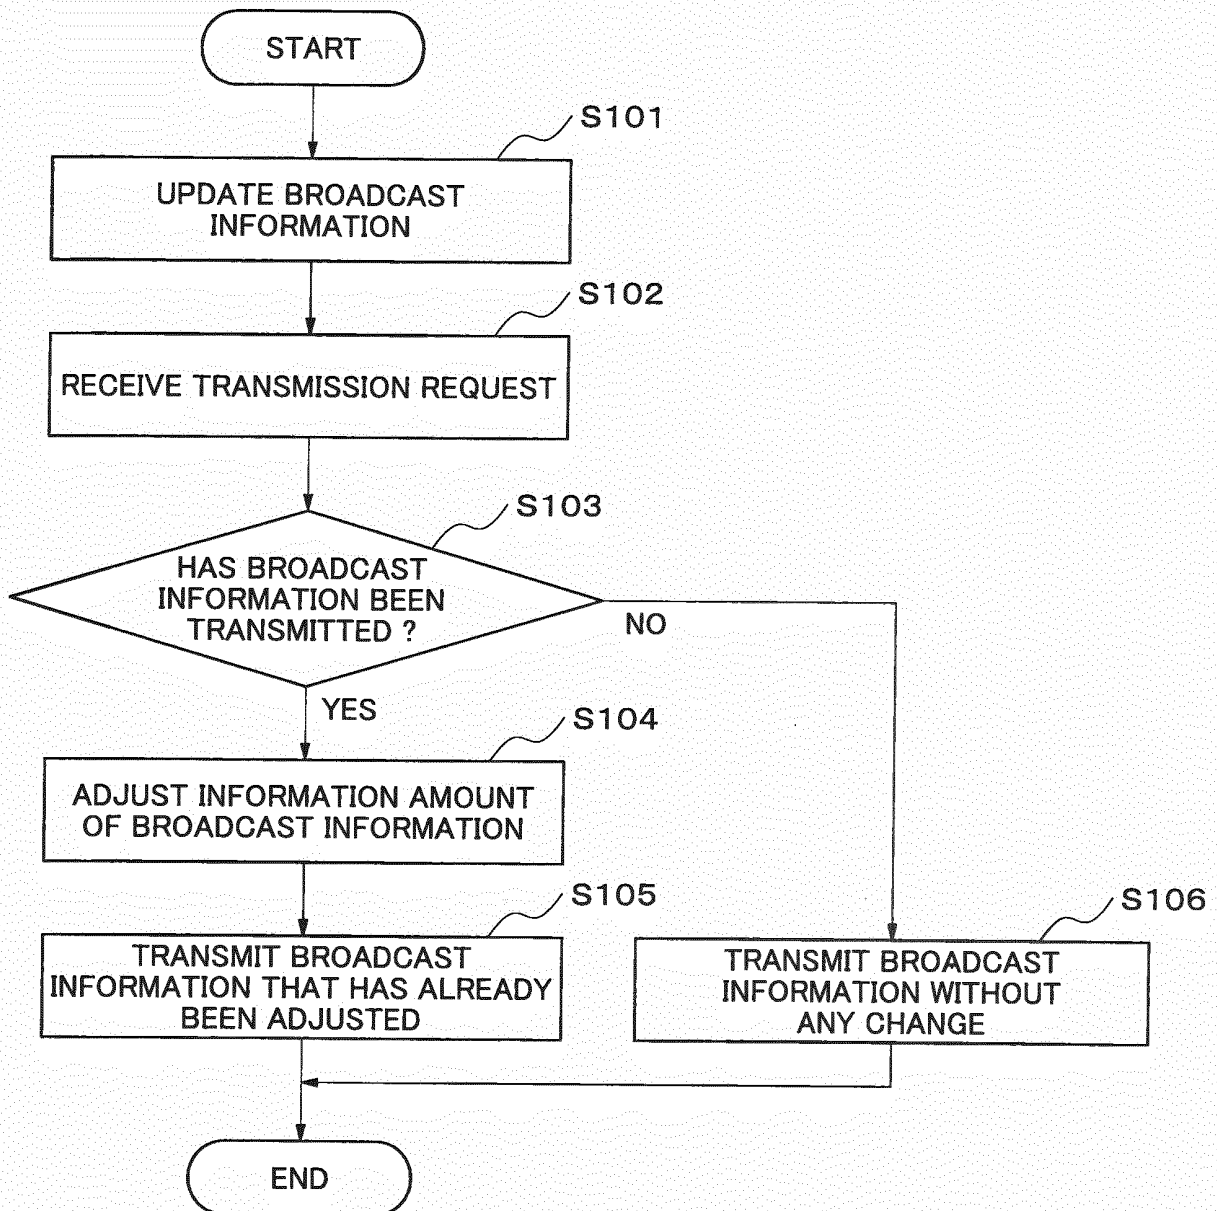 START
S101
UPDATE BROADCAST
INFORMATION
S102
RECEIVE TRANSMISSION REQUEST
S103
HAS BROADCAST
INFORMATION BEEN
TRANSMITTED ?
NO
YES
S104
ADJUST INFORMATION AMOUNT
OF BROADCAST INFORMATION
S105
TRANSMIT BROADCAST
INFORMATION THAT HAS ALREADY
BEEN ADJUSTED
S106
TRANSMIT BROADCAST
INFORMATION WITHOUT
ANY CHANGE
END